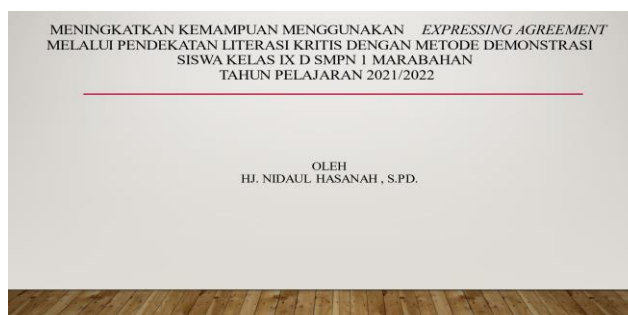 MENINGKATKAN KEMAMPUAN MENGGUNAKAN EXPRESSING AGREEMENT
MELALUI PENDEKATAN LITERASI KRITIS DENGAN METODE DEMONSTRASI
SISWA KELAS IX D SMPN 1 MARABAHAN
TAHUN PELAJARAN 2021/2022
OLEH
HJ. NIDAUL HASANAH , S.PD.